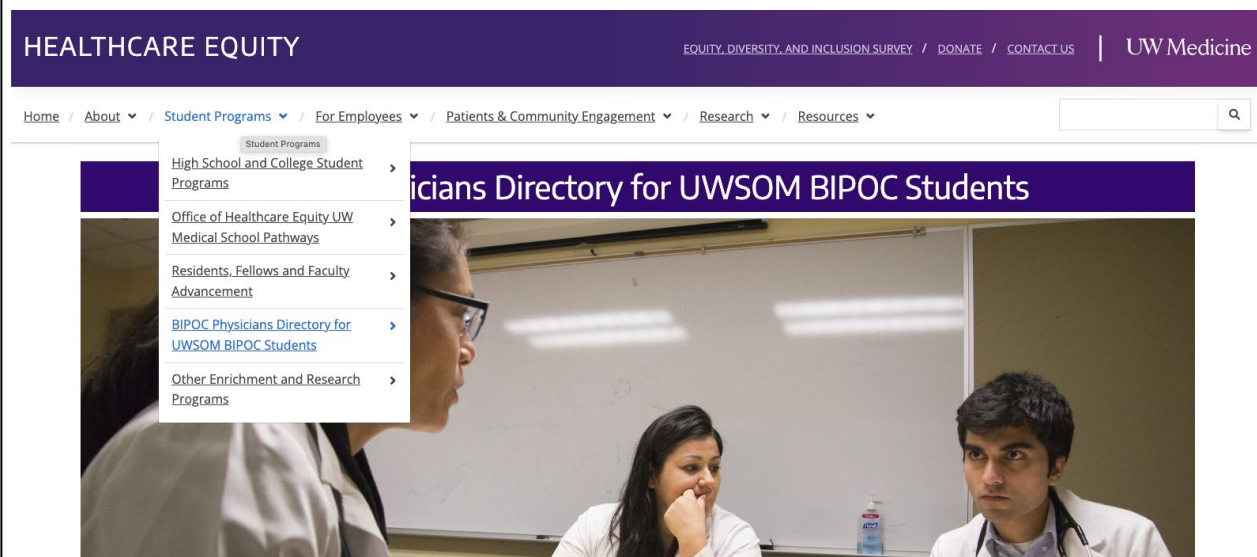 HEALTHCARE EQUITY
EQUITY, DIVERSITY, AND INCLUSION SURVEY / DONATE / CONTACT US | UW Medicine
Home / About / Student Programs / For Employees / Patients & Community Engagement / Research / Resources
Student Programs
High School and College Student
Programs
Office of Healthcare Equity UW
Medical School Pathways
Residents, Fellows and Faculty
Advancement
BIPOC Physicians Directory for
UWSOM BIPOC Students
Other Enrichment and Research
Programs
icians Directory for UWSOM BIPOC Students